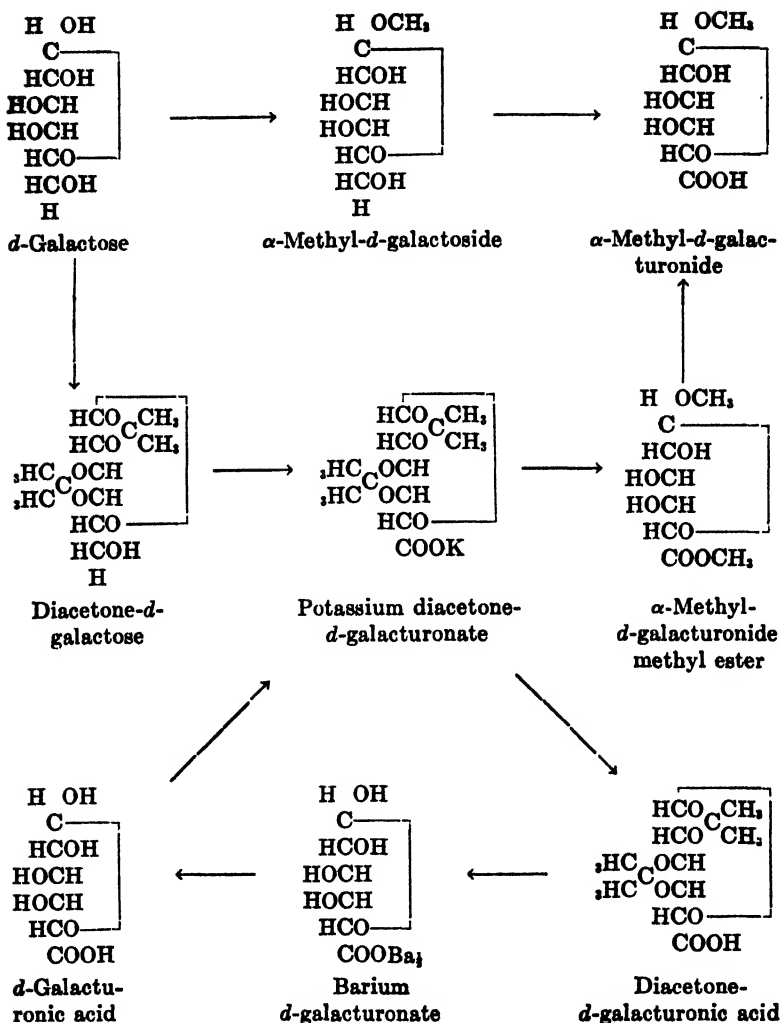 H OH
C
HCOH
HOCH
HOCH
HCO
HCOH
H
d-Galactose
H OCH₃
C
HCOH
HOCH
HOCH
HCO
HCOH
H
α-Methyl-d-galactoside
H OCH₃
C
HCOH
HOCH
HOCH
HCO
COOH
α-Methyl-d-galac-
turonide
HCO CH₃
C
HCO CH₃
₃HC OCH
C
₃HC OCH
HCO
HCOH
H
Diacetone-d-
galactose
HCO CH₃
C
HCO CH₃
₃HC OCH
C
₃HC OCH
HCO
COOK
Potassium diacetone-
d-galacturonate
H OCH₃
C
HCOH
HOCH
HOCH
HCO
COOCH₃
α-Methyl-
d-galacturonide
methyl ester
H OH
C
HCOH
HOCH
HOCH
HCO
COOH
d-Galactu-
ronic acid
H OH
C
HCOH
HOCH
HOCH
HCO
COOBa½
Barium
d-galacturonate
HCO CH₃
C
HCO CH₃
₃HC OCH
C
₃HC OCH
HCO
COOH
Diacetone-
d-galacturonic acid